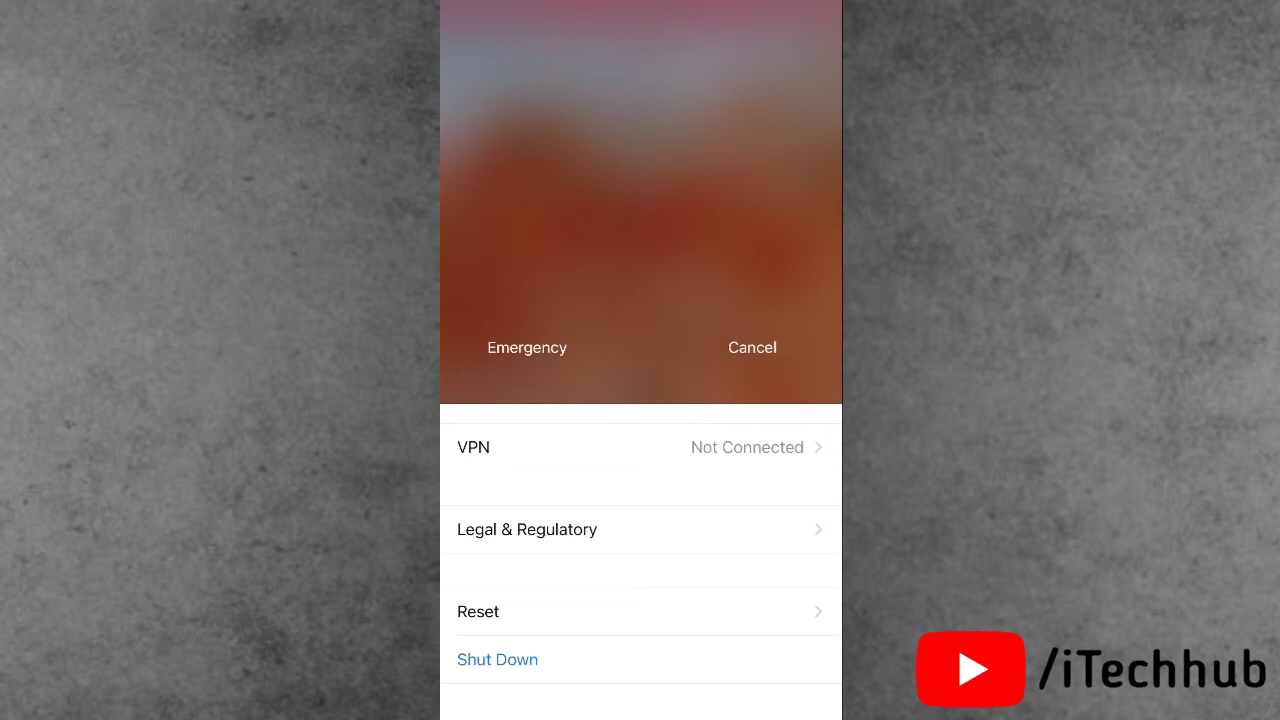 Emergency Cancel
VPN Not Connected
Legal & Regulatory
Reset
Shut Down
/iTechhub